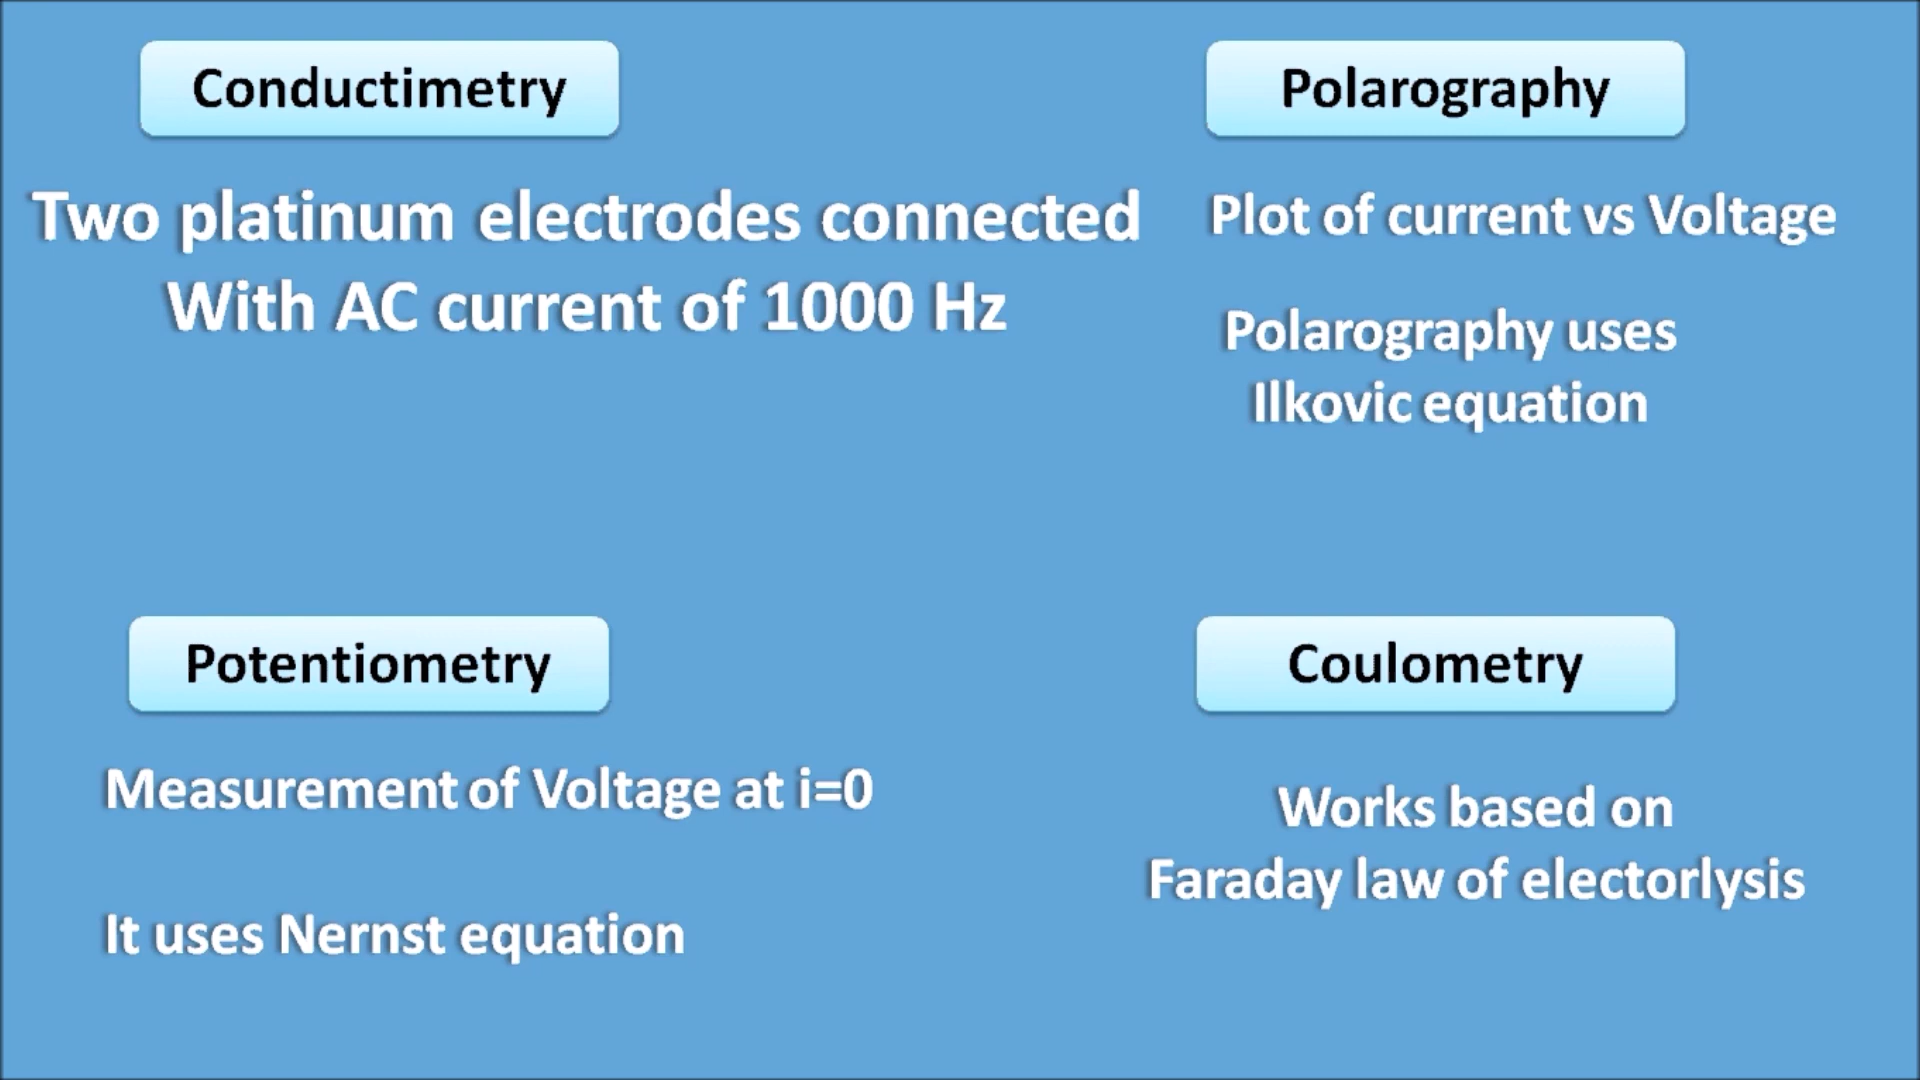 Conductimetry
Two platinum electrodes connected
With AC current of 1000 Hz
Polarography
Plot of current vs Voltage
Polarography uses
Ilkovic equation
Potentiometry
Measurement of Voltage at i=0
It uses Nernst equation
Coulometry
Works based on
Faraday law of electorlysis